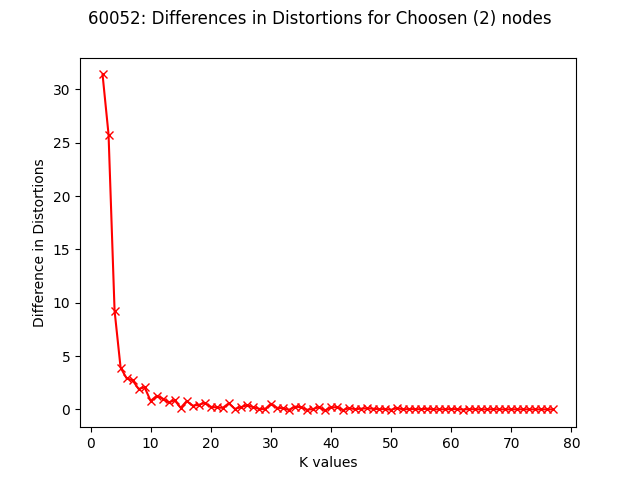 60052: Differences in Distortions for Choosen (2) nodes
30
25
20
15
10
5
0
Difference in Distortions
0 10 20 30 40 50 60 70 80
K values